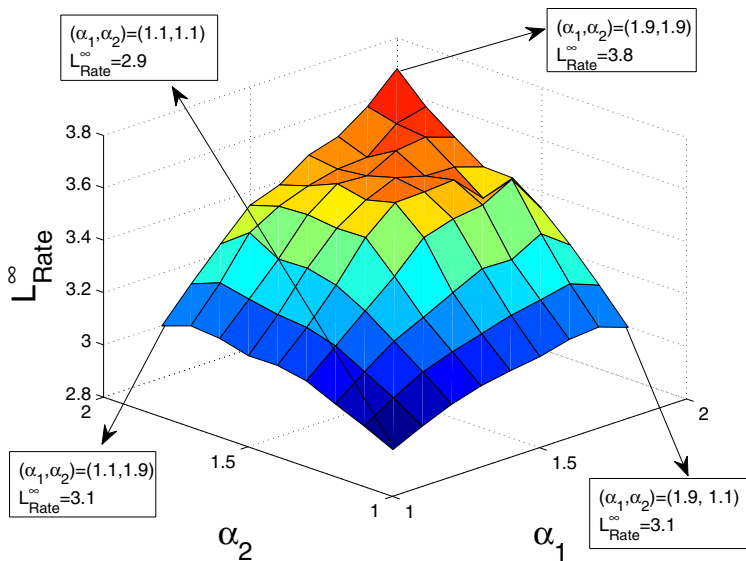 (α₁,α₂)=(1.1,1.1)
L∞Rate=2.9
(α₁,α₂)=(1.9,1.9)
L∞Rate=3.8
3.8
3.6
3.4
3.2
3
2.8
L∞Rate
2
1.5
1
α₂
1
1.5
2
α₁
(α₁,α₂)=(1.1,1.9)
L∞Rate=3.1
(α₁,α₂)=(1.9, 1.1)
L∞Rate=3.1